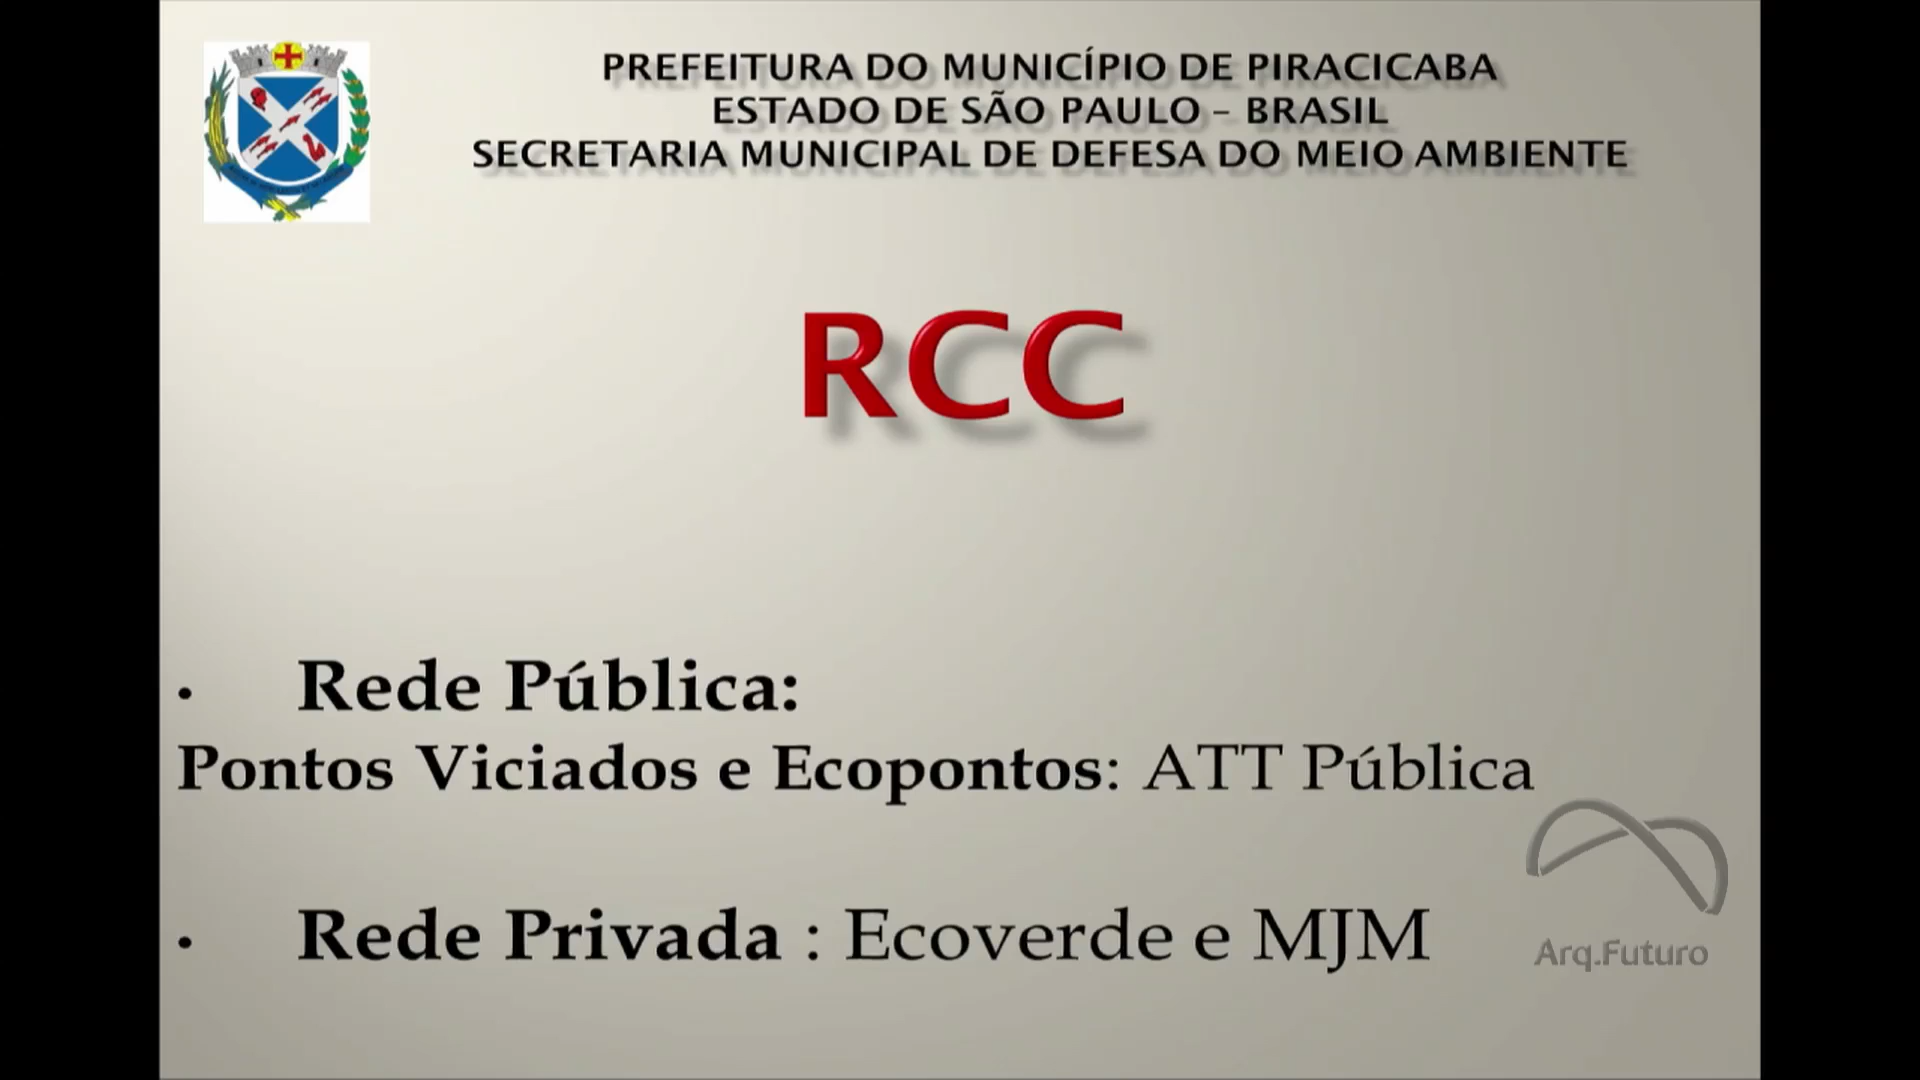 PREFEITURA DO MUNICÍPIO DE PIRACICABA
ESTADO DE SÃO PAULO – BRASIL
SECRETARIA MUNICIPAL DE DEFESA DO MEIO AMBIENTE
RCC
• Rede Pública:
Pontos Viciados e Ecopontos: ATT Pública
• Rede Privada : Ecoverde e MJM
Arq.Futuro